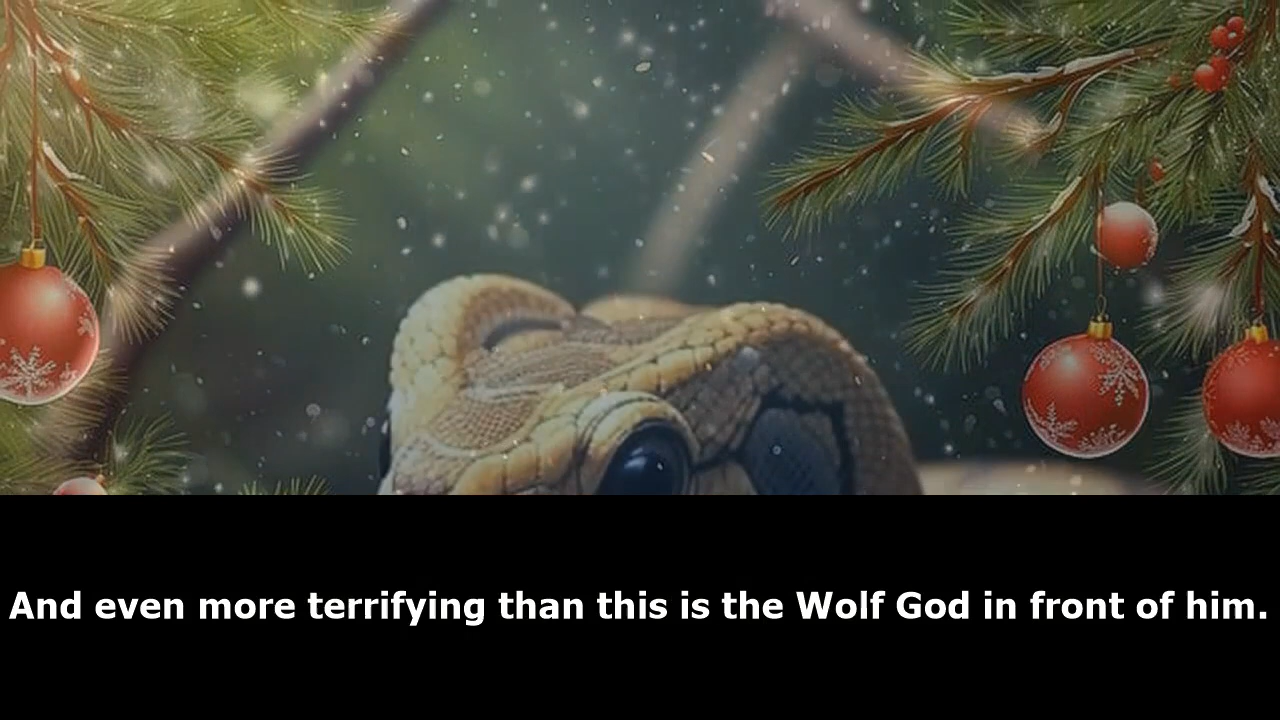 And even more terrifying than this is the Wolf God in front of him.